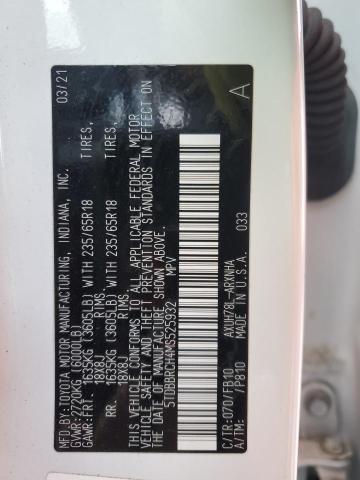 MFD.BY:TOYOTA MOTOR MANUFACTURING, INDIANA, INC. 03/21
GVWR:2720KG(6000LB)
GAWR:FRT. 1635KG(3605LB) WITH 235/65R18 TIRES,
18X8J RIMS
RR. 1635KG(3605LB) WITH 235/65R18 TIRES,
18X8J RIMS
THIS VEHICLE CONFORMS TO ALL APPLICABLE FEDERAL MOTOR
VEHICLE SAFETY AND THEFT PREVENTION STANDARDS IN EFFECT ON
THE DATE OF MANUFACTURE SHOWN ABOVE.
5TDBBRCH4MS525932 MPV
C/TR:070/FB10 AXUH78L-ARXNHA 033 A
A/TM: /P810 MADE IN U.S.A.